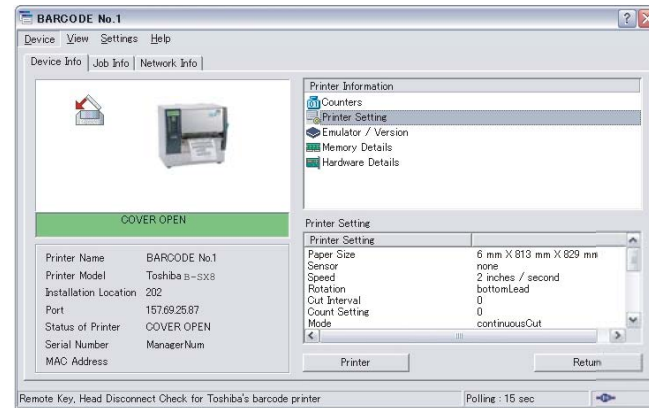 BARCODE No.1
Device View Settings Help
Device Info Job Info Network Info
COVER OPEN
Printer Name BARCODE No.1
Printer Model Toshiba B-SX8
Installation Location 202
Port 157.69.25.87
Status of Printer COVER OPEN
Serial Number ManagerNum
MAC Address
Printer Information
Counters
Printer Setting
Emulator / Version
Memory Details
Hardware Details
Printer Setting
Printer Setting
Paper Size 6 mm X 813 mm X 829 mm
Sensor none
Speed 2 inches / second
Rotation bottomLead
Cut Interval 0
Count Setting 0
Mode continuousCut
Printer Return
Remote Key, Head Disconnect Check for Toshiba's barcode printer Polling : 15 sec